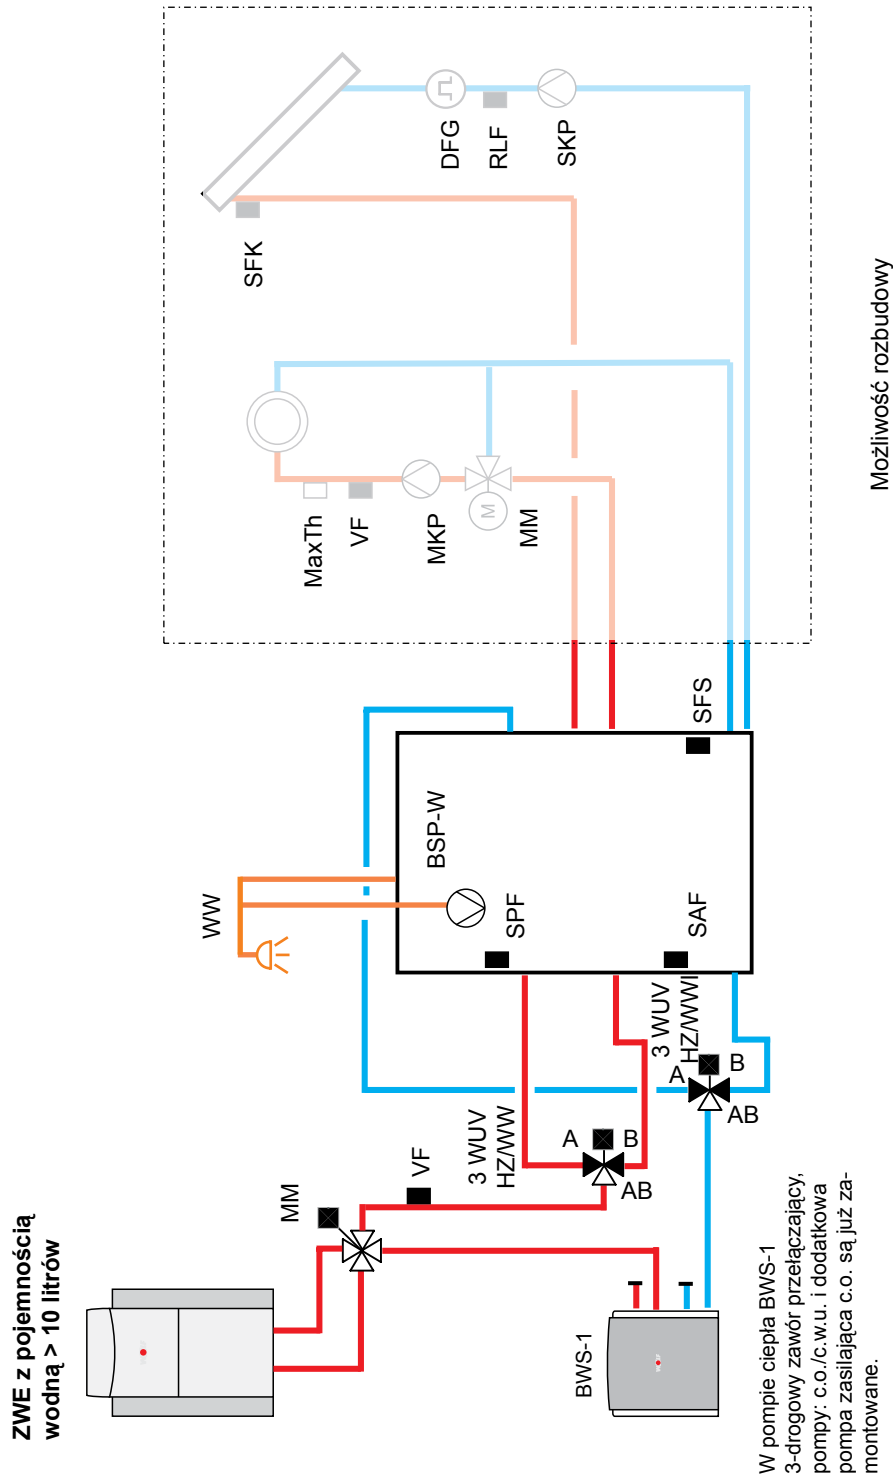 ZWE z pojemnością
wodną > 10 litrów
MM
VF
3 WUV
HZ/WW
A
B
AB
BWS-1
W pompie ciepła BWS-1
3-drogowy zawór przełączający,
pompy: c.o./c.w.u. i dodatkowa
pompa zasilająca c.o. są już za-
montowane.
3 WUV
HZ/WWI
A
B
AB
WW
BSP-W
SPF
SAF
SFS
MaxTh
VF
MKP
MM
M
SFK
DFG
RLF
SKP
Możliwość rozbudowy